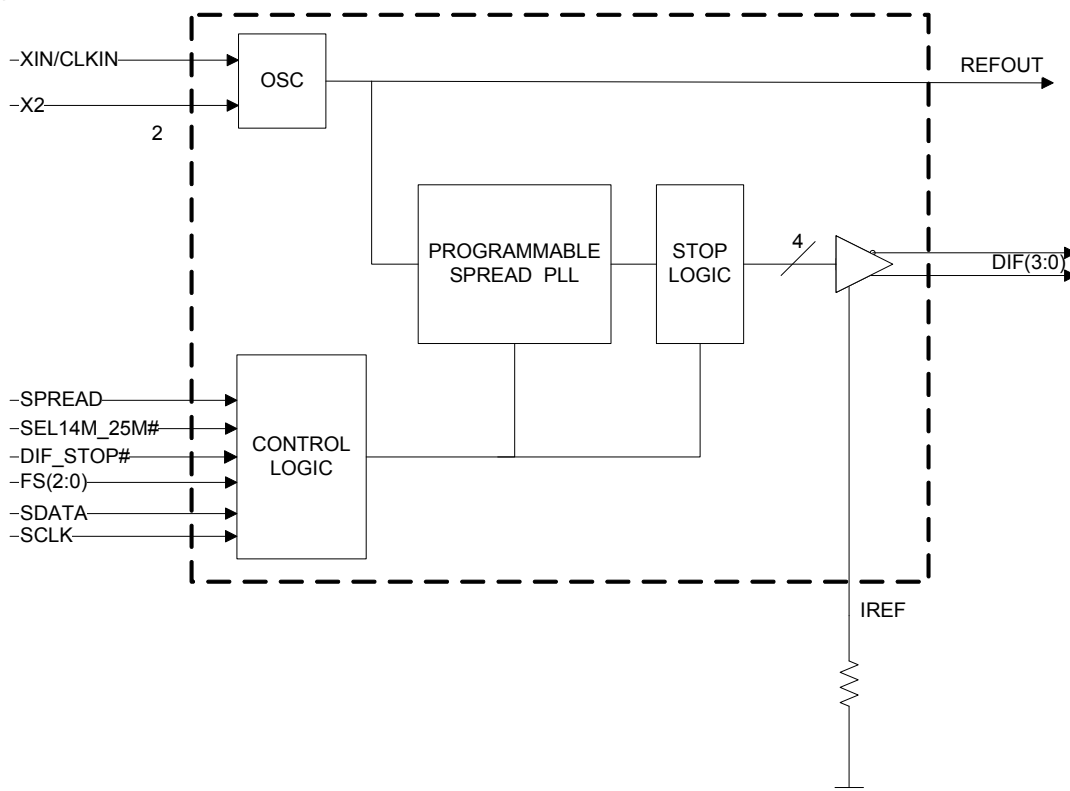 XIN/CLKIN
X2
2
OSC
REFOUT
PROGRAMMABLE
SPREAD PLL
STOP
LOGIC
4
DIF(3:0)
SPREAD
SEL14M_25M#
DIF_STOP#
FS(2:0)
SDATA
SCLK
CONTROL
LOGIC
IREF